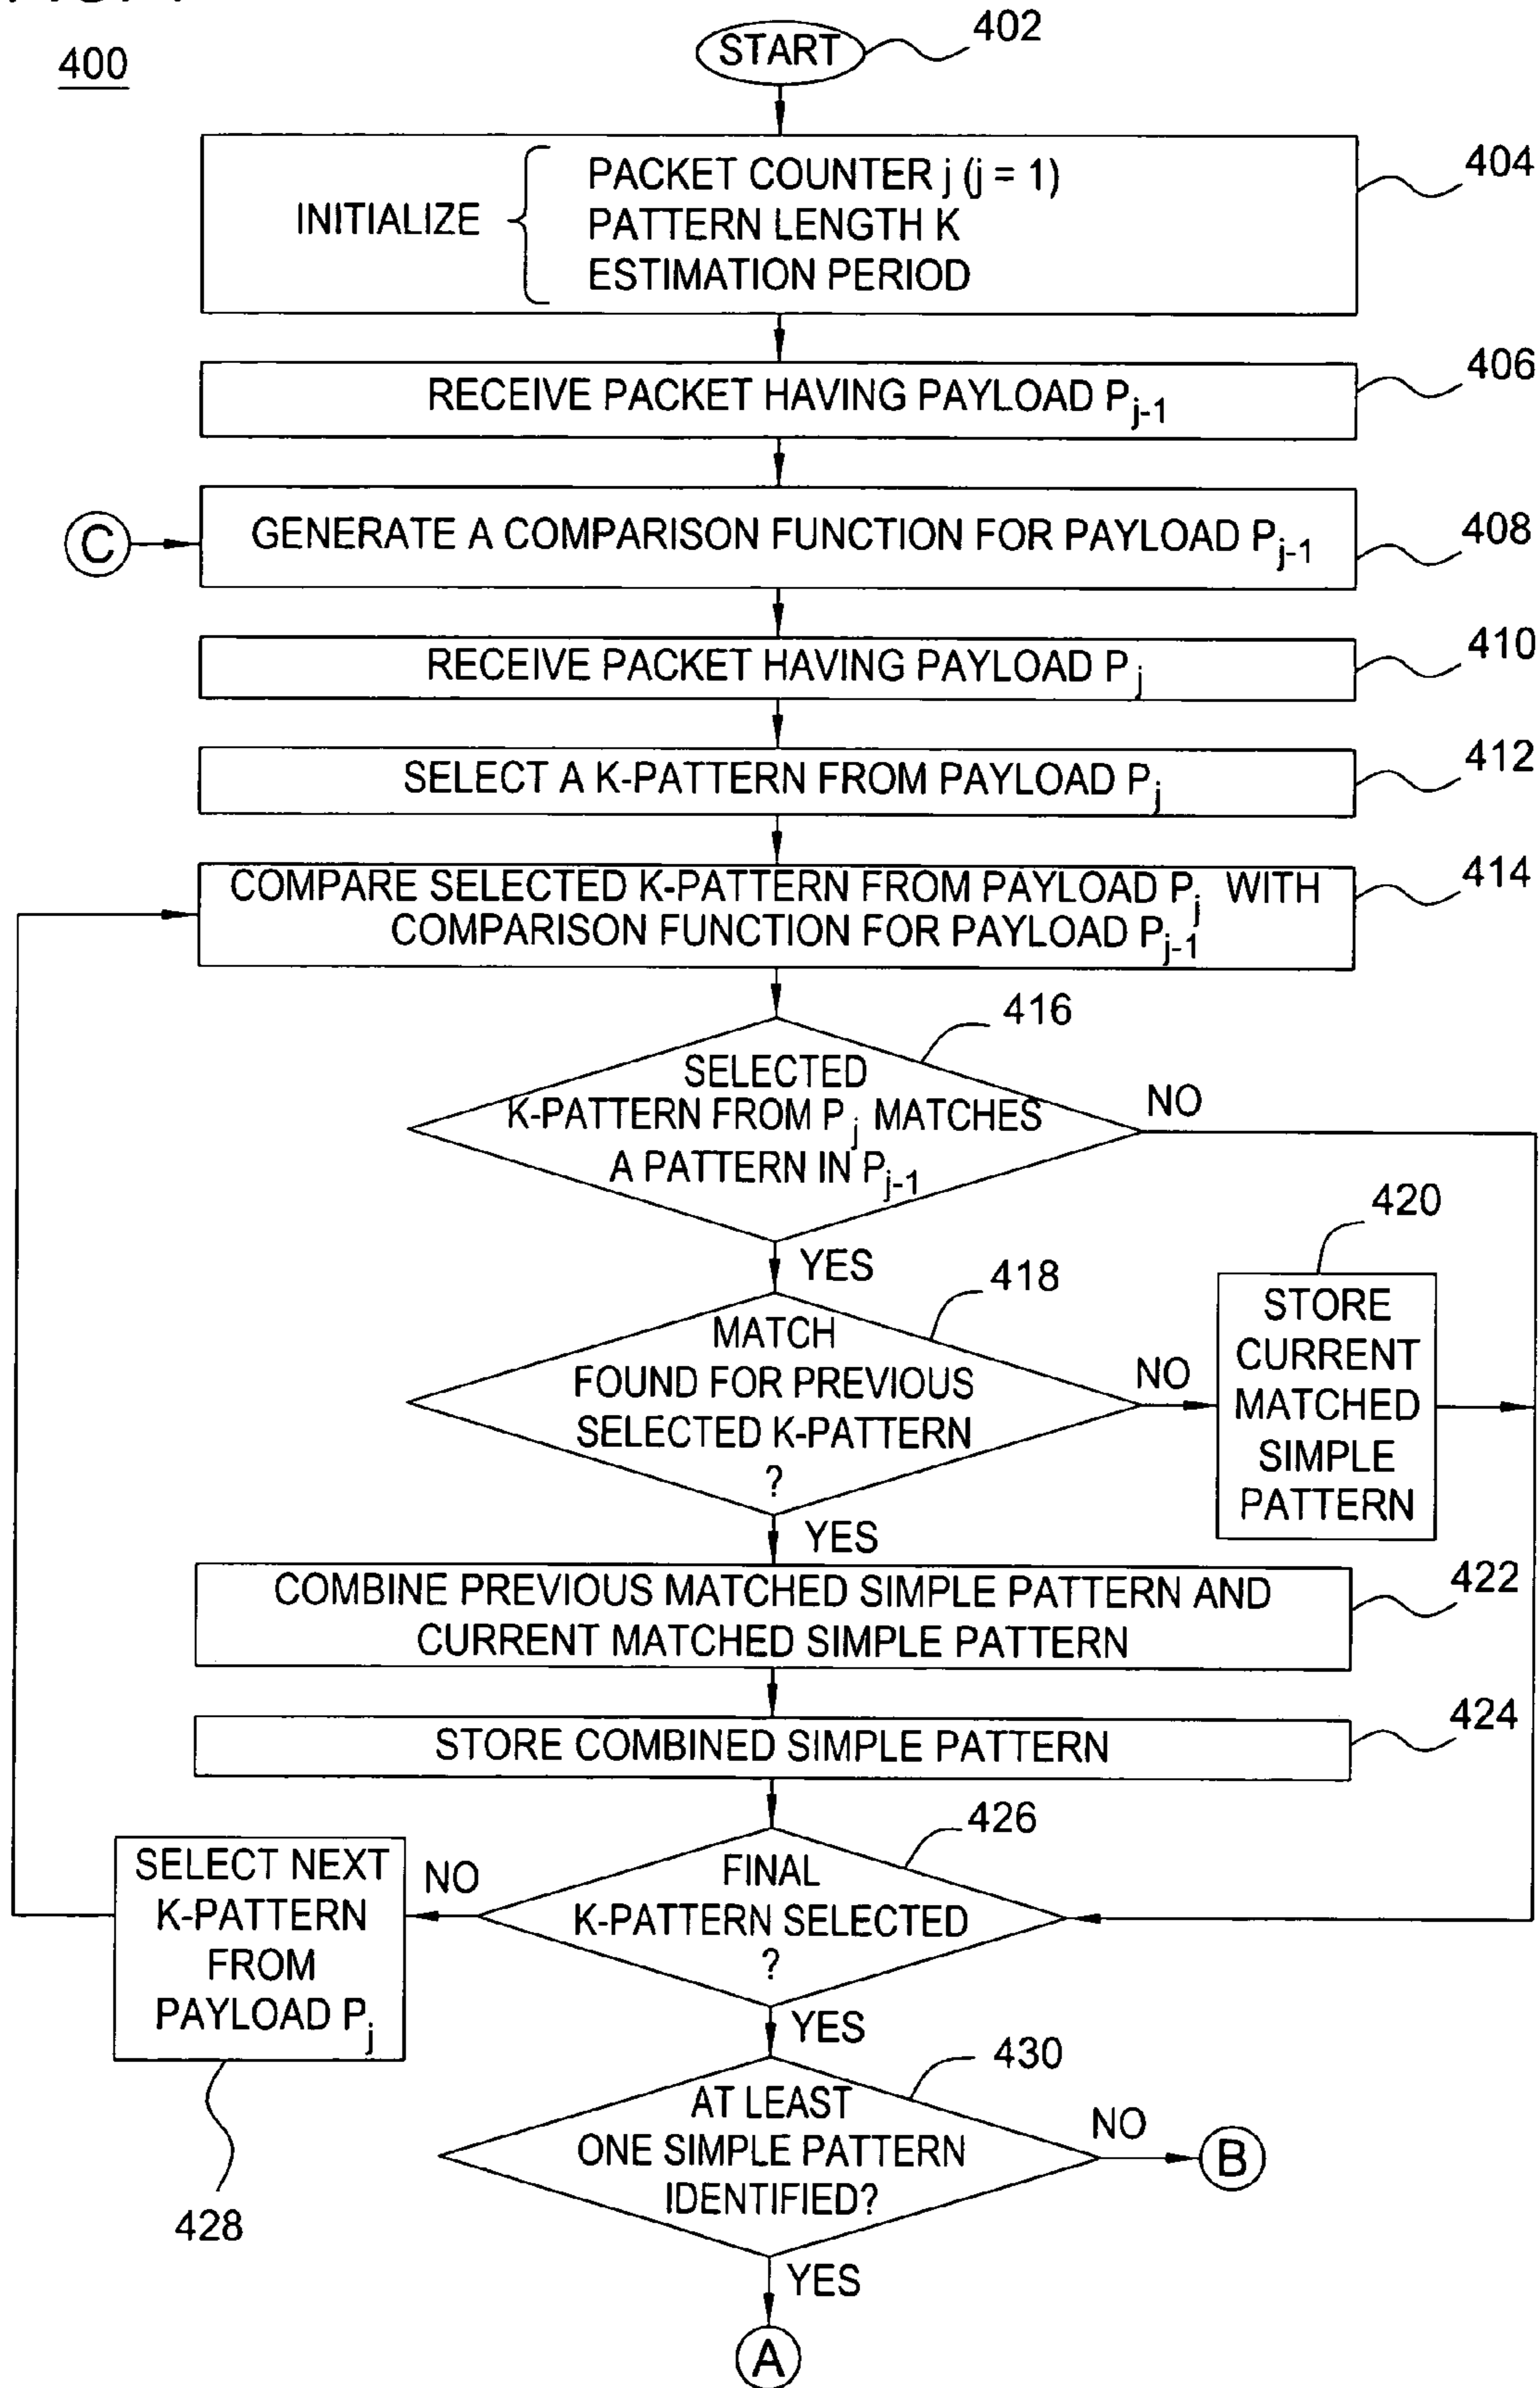 400
START
402
INITIALIZE
PACKET COUNTER j (j = 1)
PATTERN LENGTH K
ESTIMATION PERIOD
404
RECEIVE PACKET HAVING PAYLOAD Pj-1
406
C
GENERATE A COMPARISON FUNCTION FOR PAYLOAD Pj-1
408
RECEIVE PACKET HAVING PAYLOAD Pj
410
SELECT A K-PATTERN FROM PAYLOAD Pj
412
COMPARE SELECTED K-PATTERN FROM PAYLOAD Pj WITH
COMPARISON FUNCTION FOR PAYLOAD Pj-1
414
416
SELECTED
K-PATTERN FROM Pj MATCHES
A PATTERN IN Pj-1
NO
YES
418
MATCH
FOUND FOR PREVIOUS
SELECTED K-PATTERN
?
NO
420
STORE
CURRENT
MATCHED
SIMPLE
PATTERN
YES
COMBINE PREVIOUS MATCHED SIMPLE PATTERN AND
CURRENT MATCHED SIMPLE PATTERN
422
STORE COMBINED SIMPLE PATTERN
424
426
FINAL
K-PATTERN SELECTED
?
NO
SELECT NEXT
K-PATTERN
FROM
PAYLOAD Pj
428
YES
430
AT LEAST
ONE SIMPLE PATTERN
IDENTIFIED?
NO
B
YES
A